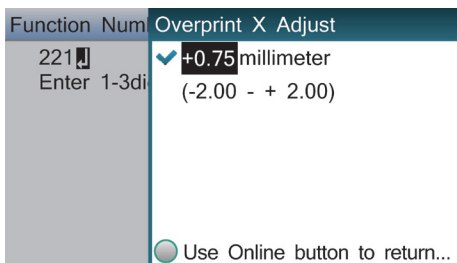 Function Num
221
Enter 1-3di
Overprint X Adjust
+0.75 millimeter
(-2.00 - + 2.00)
Use Online button to return...